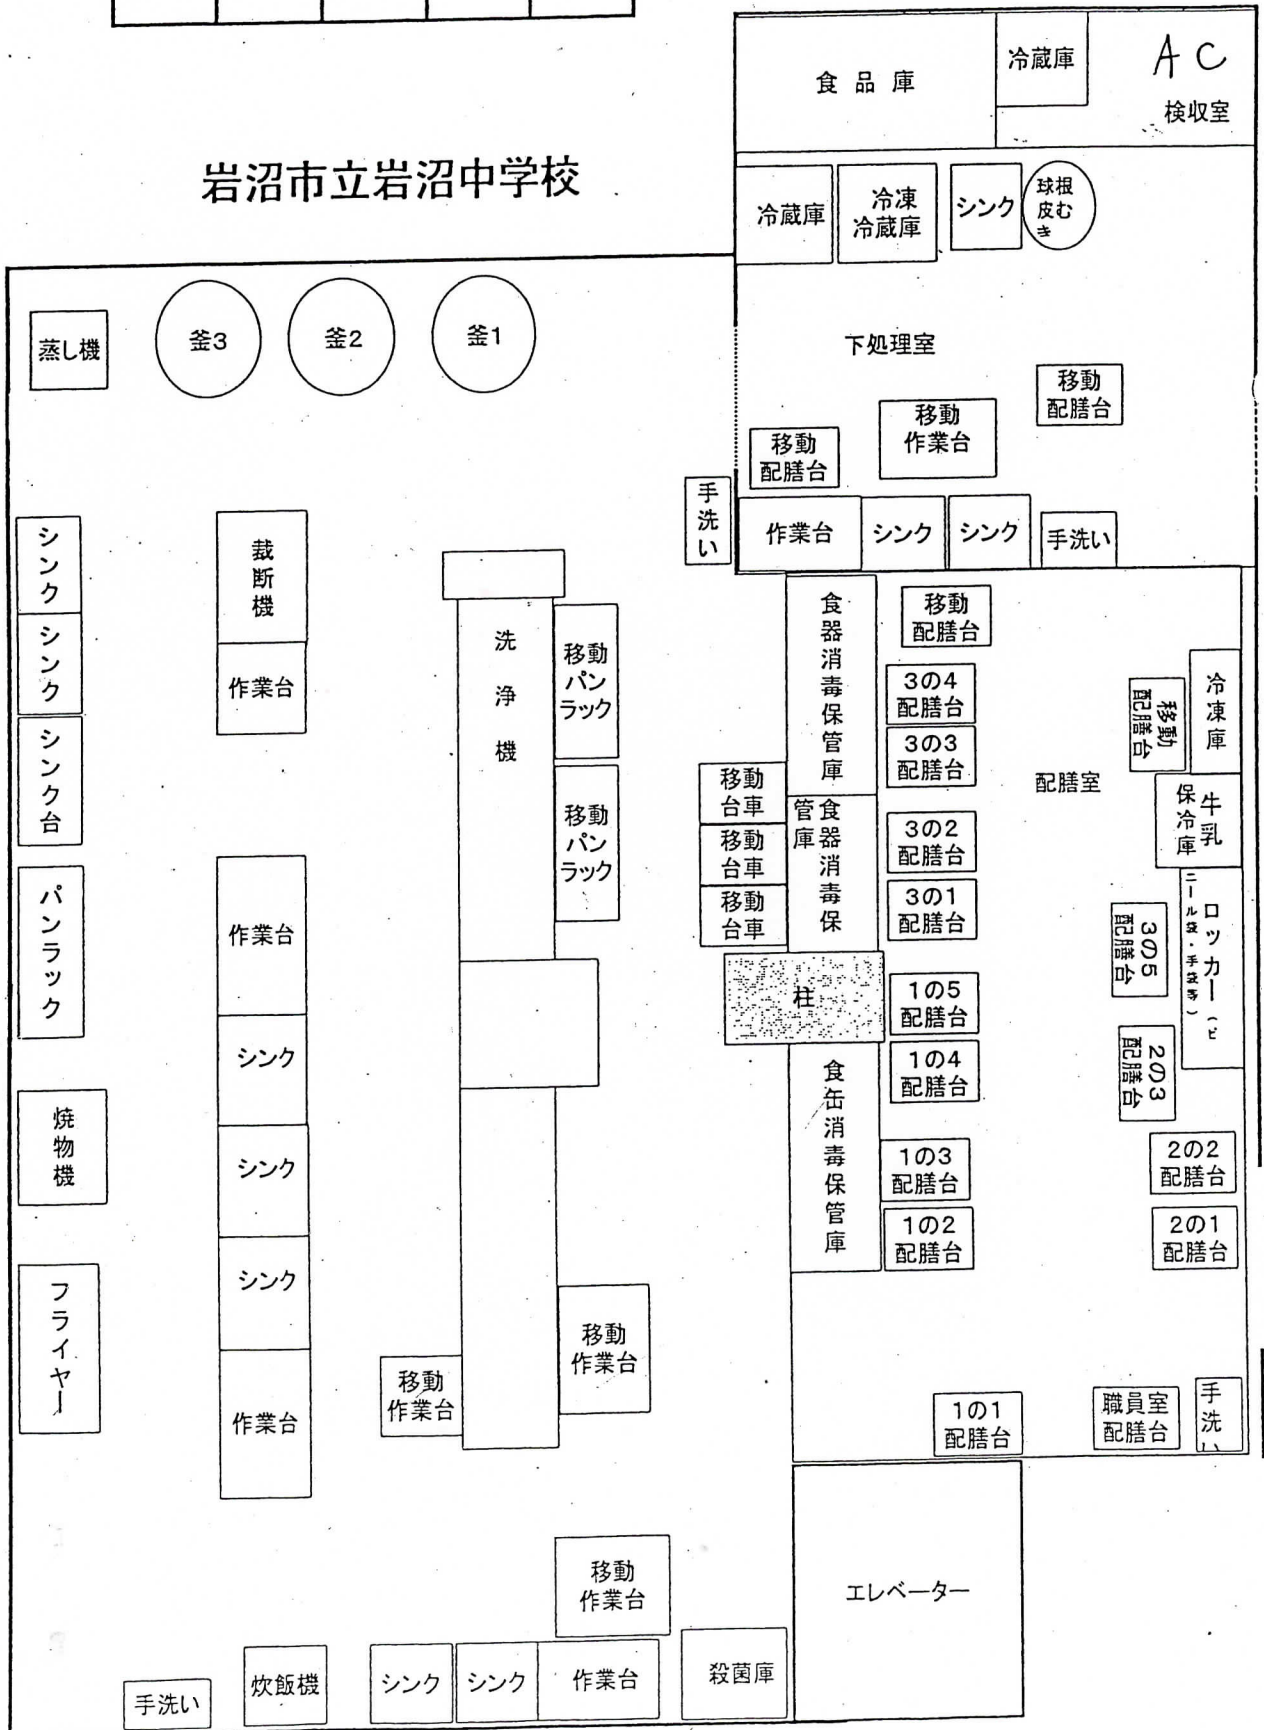 岩沼市立岩沼中学校
食品庫
冷蔵庫
AC
検収室
冷蔵庫
冷凍
冷蔵庫
シンク
球根
皮む
き
下処理室
移動
配膳台
移動
作業台
移動
配膳台
手洗い
作業台
シンク
シンク
手洗い
蒸し機
釜3
釜2
釜1
シンク
シンク
シンク台
パンラック
焼物機
フライヤー
裁断機
作業台
作業台
シンク
シンク
シンク
作業台
洗浄機
移動
パン
ラック
移動
パン
ラック
移動
作業台
移動
作業台
移動
台車
移動
台車
移動
台車
食器消毒保管庫
食器消毒保
管庫
柱
食缶消毒保管庫
移動
配膳台
3の4
配膳台
3の3
配膳台
3の2
配膳台
3の1
配膳台
1の5
配膳台
1の4
配膳台
1の3
配膳台
1の2
配膳台
1の1
配膳台
配膳室
移動
配膳台
冷凍庫
牛乳
保冷庫
ロッカー(ビ
ニール袋・手袋等)
3の5
配膳台
2の3
配膳台
2の2
配膳台
2の1
配膳台
職員室
配膳台
手洗い
エレベーター
移動
作業台
手洗い
炊飯機
シンク
シンク
作業台
殺菌庫